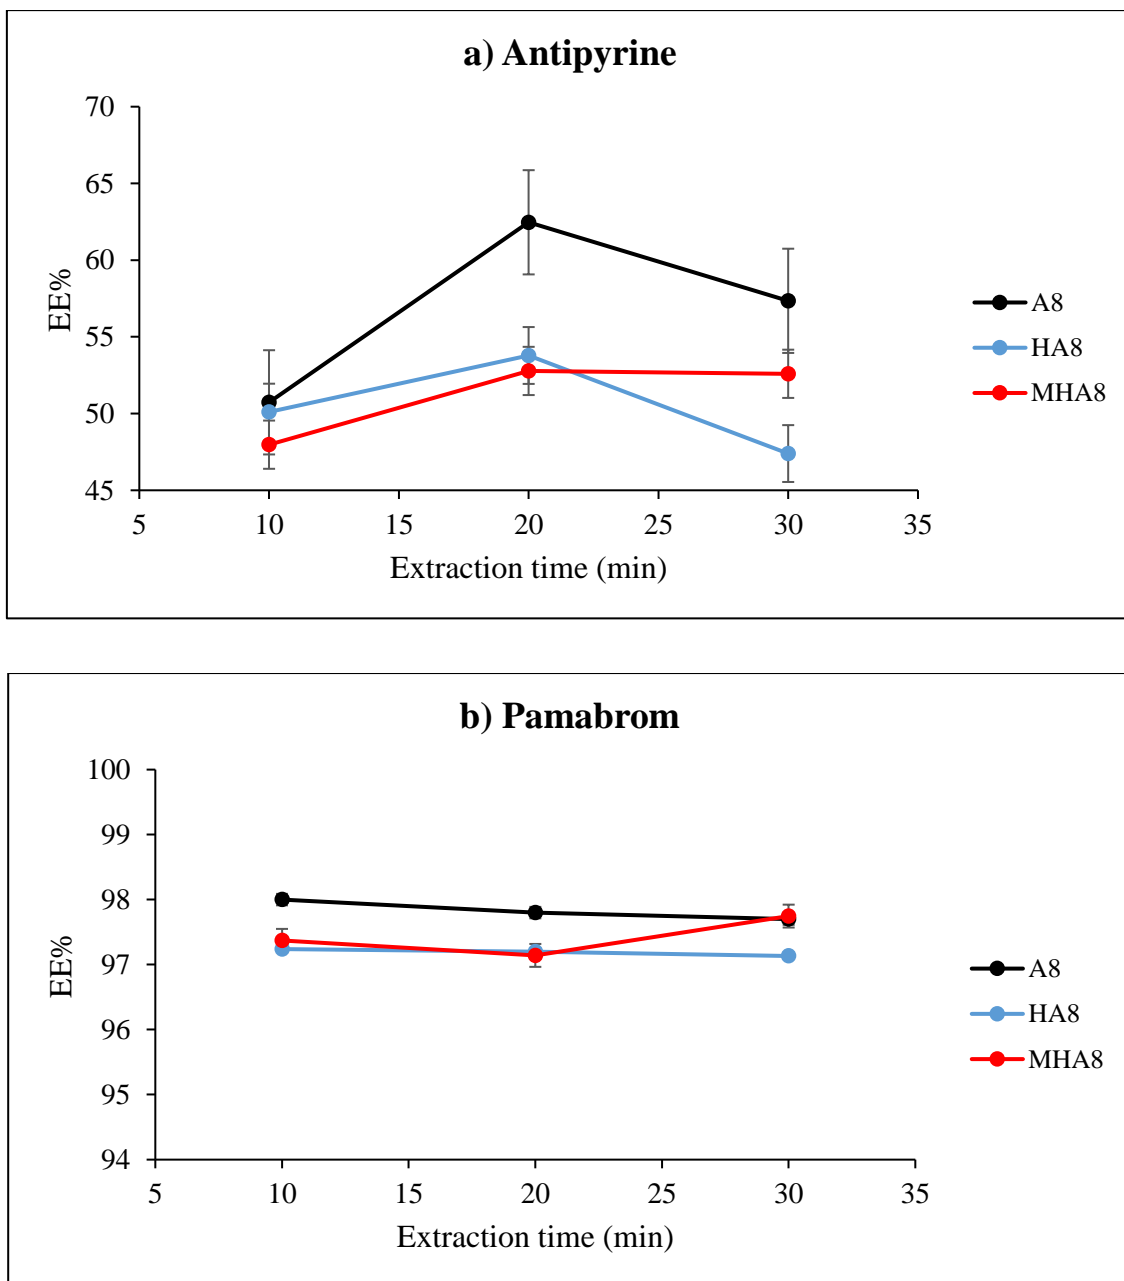 a) Antipyrine
70
65
60
55
50
45
EE%
5 10 15 20 25 30 35
Extraction time (min)
A8
HA8
MHA8
b) Pamabrom
100
99
98
97
96
95
94
EE%
5 10 15 20 25 30 35
Extraction time (min)
A8
HA8
MHA8